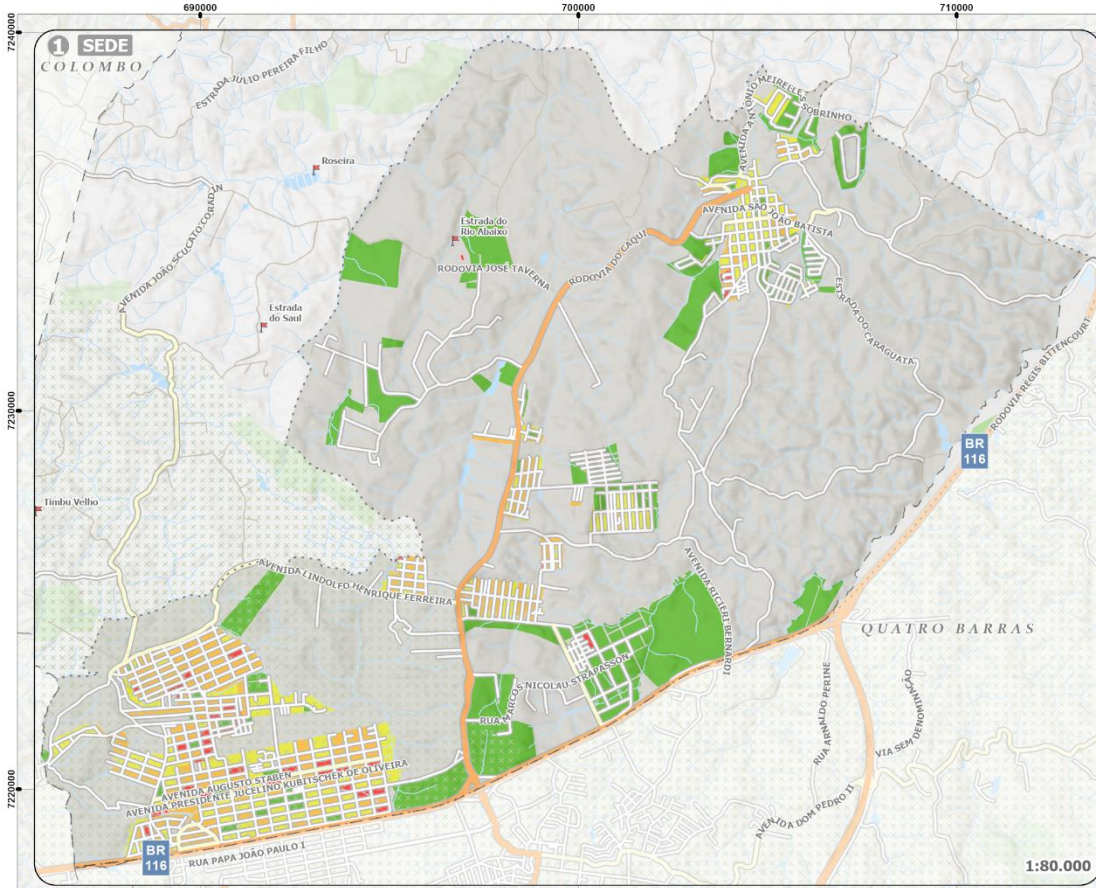 690000
700000
710000
7240000
1 SEDE
COLOMBO
ESTRADA JÚLIO PEREIRA FILHO
AVENIDA ANTÔNIO MEIRELLES SOBRINHO
Roseira
AVENIDA JOÃO SCUCATO CORADIN
AVENIDA SÃO JOÃO BATISTA
Estrada do
Rio Abaixo
RODOVIA DO CAQUI
RODOVIA JOSÉ TAVERNA
ESTRADA DO CARAGUATA
Estrada
do Saul
RODOVIA RÉGIS BITTENCOURT
7230000
BR
116
Timbu Velho
AVENIDA LINDOLFO HENRIQUE FERREIRA
AVENIDA RICIERI BERNARDI
QUATRO BARRAS
RUA MARCOS NICOLAU STRAPASSON
RUA ARNALDO PERINE
VIA SEM DENOMINAÇÃO
AVENIDA AUGUSTO STABEN
AVENIDA PRESIDENTE JUCELINO KUBITSCHEK DE OLIVEIRA
7220000
AVENIDA DOM PEDRO II
BR
116
RUA PAPA JOÃO PAULO I
1:80.000